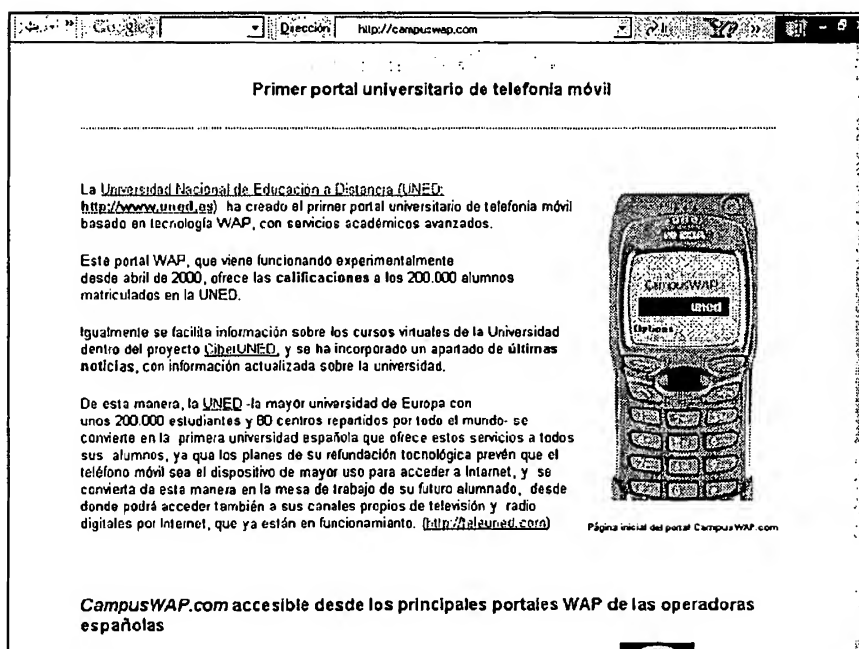 Google
Dirección http://campuswap.com
Primer portal universitario de telefonía móvil
La Universidad Nacional de Educación a Distancia (UNED:
http://www.uned.es) ha creado el primer portal universitario de telefonía móvil
basado en tecnología WAP, con servicios académicos avanzados.
Este portal WAP, que viene funcionando experimentalmente
desde abril de 2000, ofrece las calificaciones a los 200.000 alumnos
matriculados en la UNED.
Igualmente se facilita información sobre los cursos virtuales de la Universidad
dentro del proyecto CiberUNED, y se ha incorporado un apartado de últimas
noticias, con información actualizada sobre la universidad.
De esta manera, la UNED -la mayor universidad de Europa con
unos 200.000 estudiantes y 60 centros repartidos por todo el mundo- se
convierte en la primera universidad española que ofrece estos servicios a todos
sus alumnos, ya que los planes de su refundación tecnológica prevén que el
teléfono móvil sea el dispositivo de mayor uso para acceder a Internet, y se
convierta de esta manera en la mesa de trabajo de su futuro alumnado, desde
donde podrá acceder también a sus canales propios de televisión y radio
digitales por Internet, que ya están en funcionamiento. (http://teleuned.com)
NOKIA
CampusWAP
uned
Options
Página inicial del portal CampusWAP.com
CampusWAP.com accesible desde los principales portales WAP de las operadoras
españolas